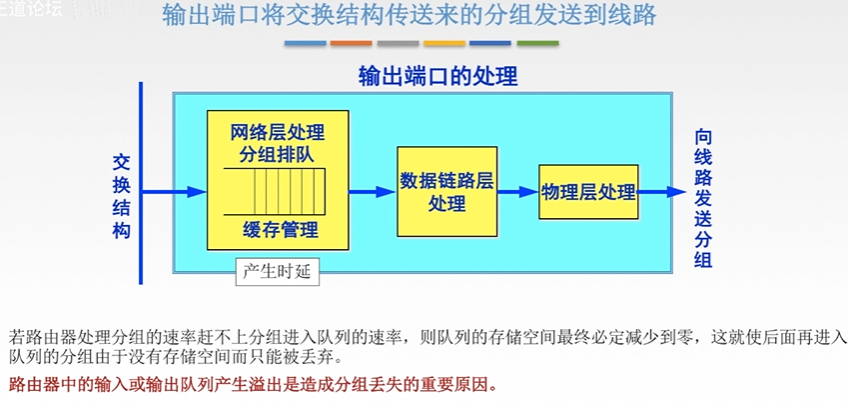 王道论坛
输出端口将交换结构传送来的分组发送到线路
输出端口的处理
交换结构
网络层处理
分组排队
缓存管理
产生时延
数据链路层
处理
物理层处理
向线路发送分组
若路由器处理分组的速率赶不上分组进入队列的速率，则队列的存储空间最终必定减少到零，这就使后面再进入
队列的分组由于没有存储空间而只能被丢弃。
路由器中的输入或输出队列产生溢出是造成分组丢失的重要原因。